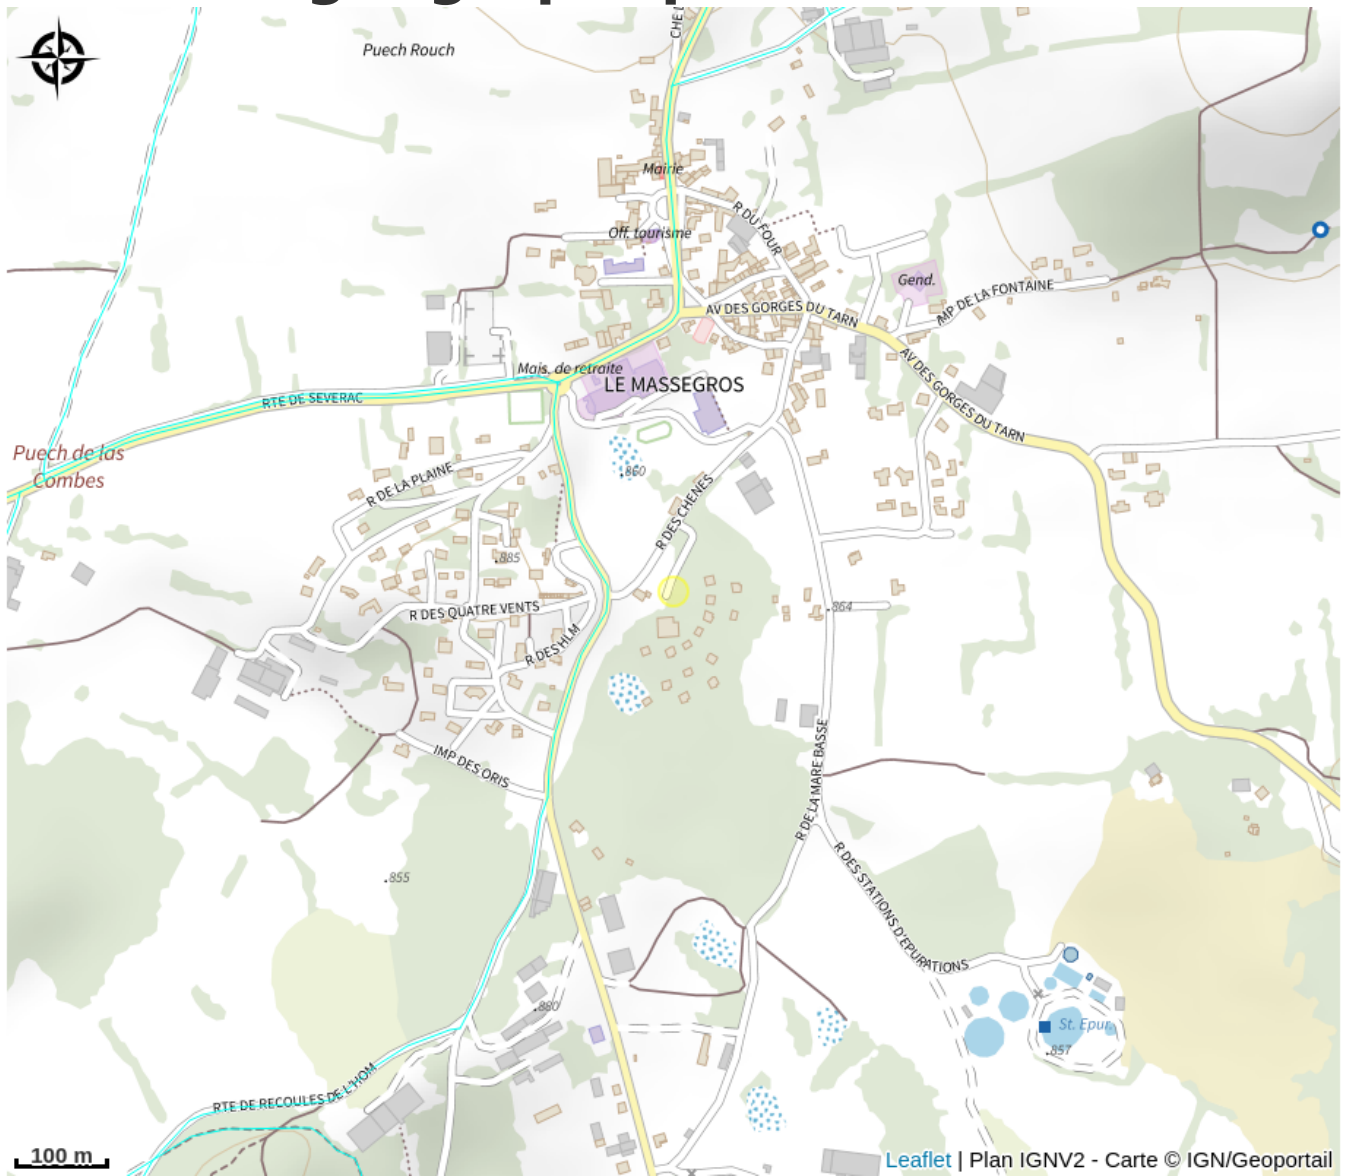 CHE
Puech Rouch
Mairie
R DU FOUR
Off. tourisme
Gend.
IMP DE LA FONTAINE
AV DES GORGES DU TARN
Mais. de retraite
LE MASSEGROS
AV DES GORGES DU TARN
RTE DE SEVERAC
Puech de las
Combes
R DE LA PLAINE
860
R DES CHENES
885
R DES QUATRE VENTS
864
R DES HLM
IMP DES ORIS
R DE LA MARE BASSE
855
R DES STATIONS D'EPURATIONS
880
St. Epur.
857
RTE DE RECOULES DE L'HOM
100 m
Leaflet | Plan IGNV2 - Carte © IGN/Geoportail